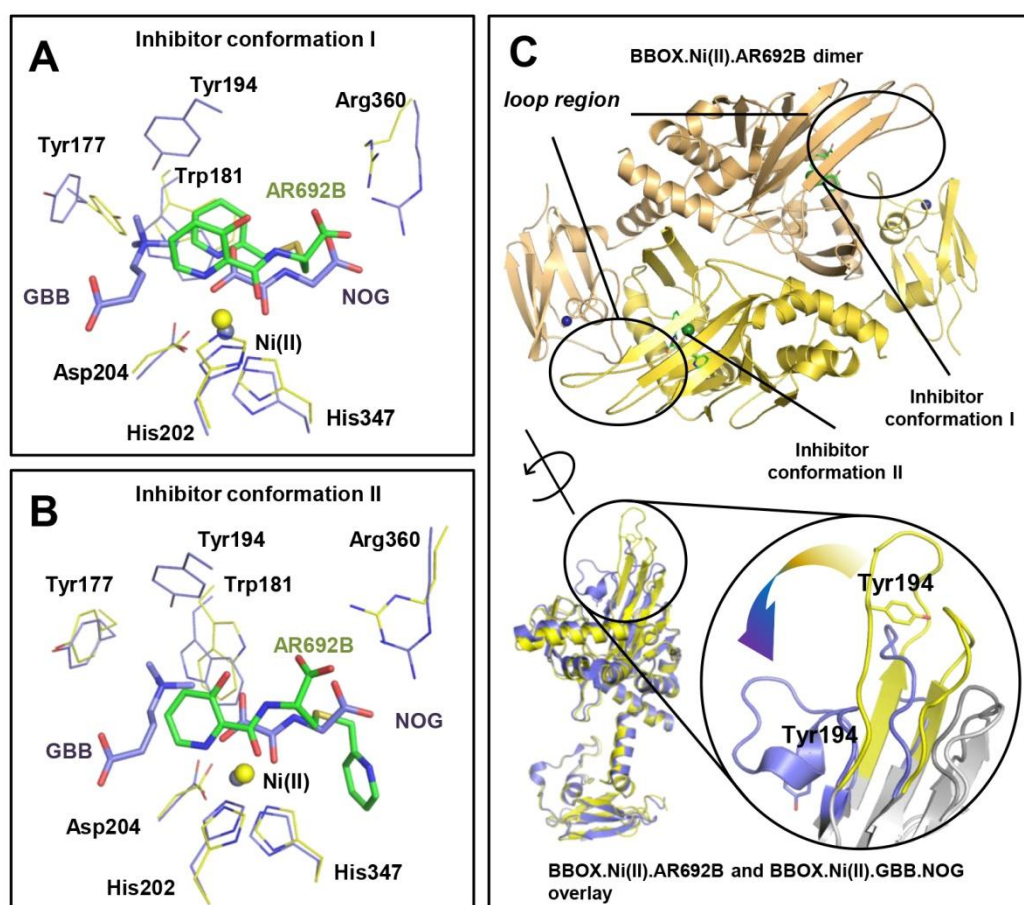 A
Inhibitor conformation I
Tyr194
Arg360
Tyr177
Trp181
AR692B
GBB
NOG
Ni(II)
Asp204
His202
His347
B
Inhibitor conformation II
Tyr194
Arg360
Tyr177
Trp181
AR692B
GBB
NOG
Ni(II)
Asp204
His202
His347
C
BBOX.Ni(II).AR692B dimer
loop region
Inhibitor
conformation I
Inhibitor
conformation II
Tyr194
Tyr194
BBOX.Ni(II).AR692B and BBOX.Ni(II).GBB.NOG
overlay